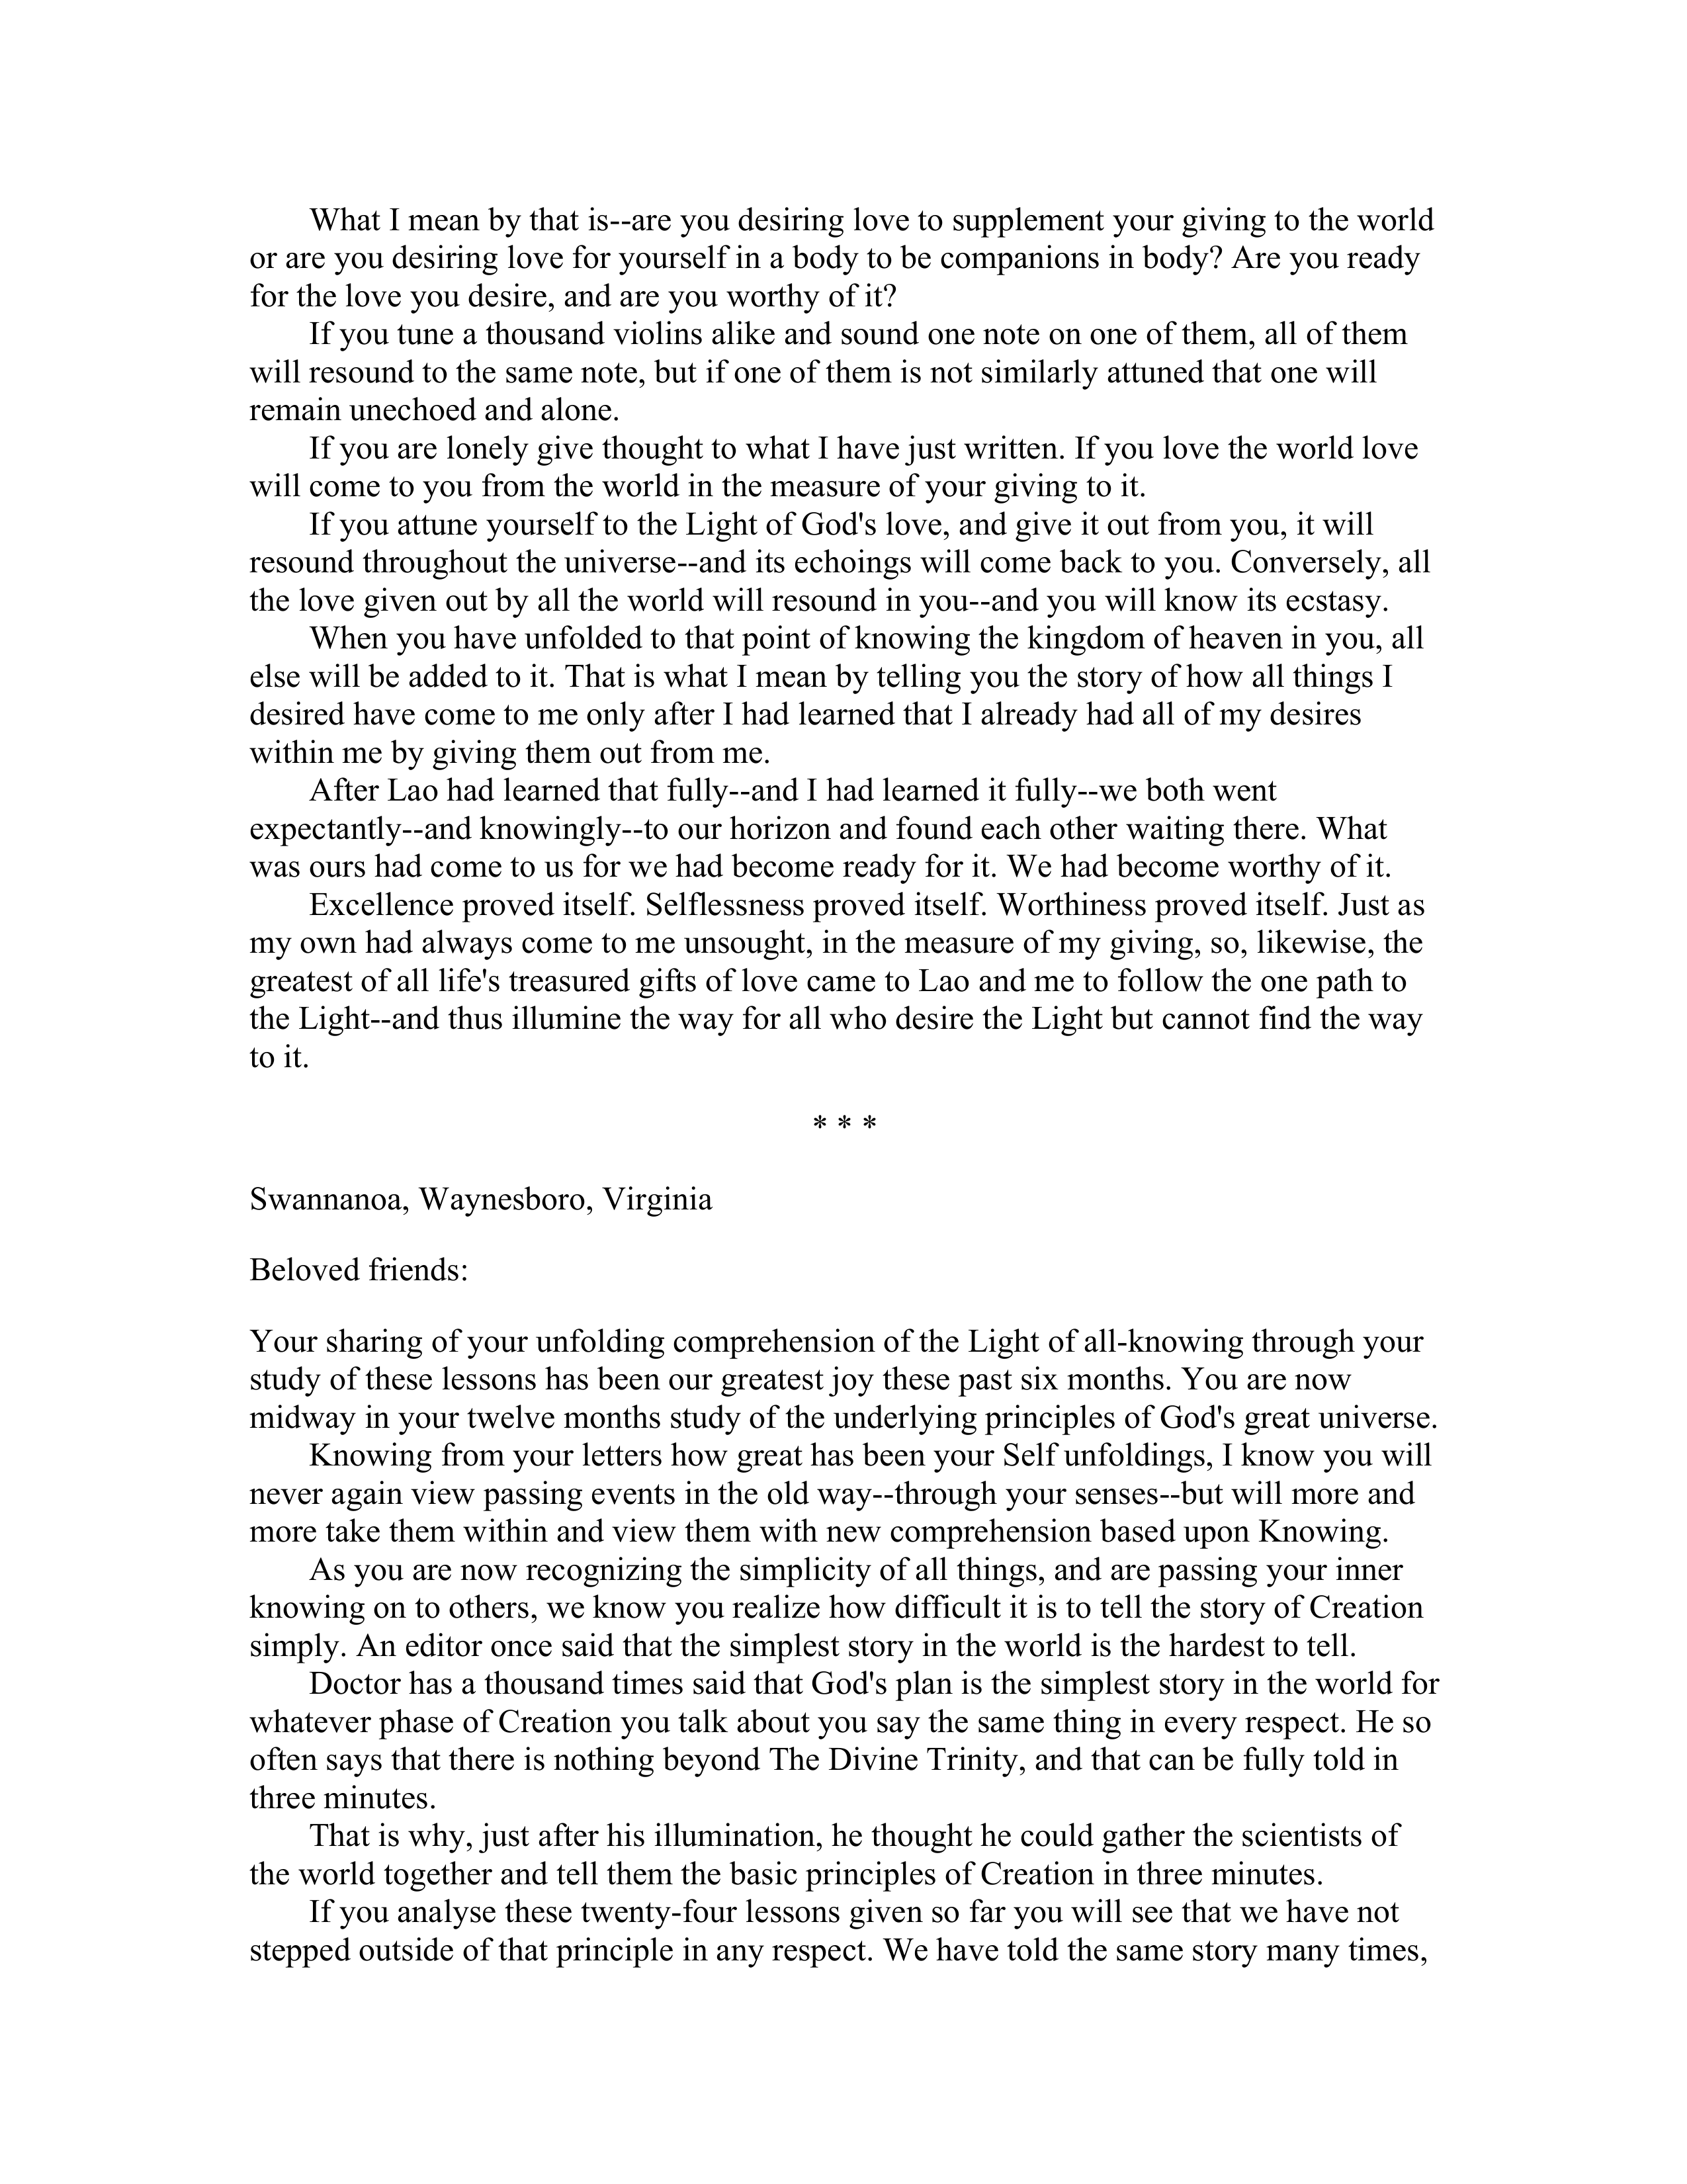 What I mean by that is--are you desiring love to supplement your giving to the world
or are you desiring love for yourself in a body to be companions in body? Are you ready
for the love you desire, and are you worthy of it?
If you tune a thousand violins alike and sound one note on one of them, all of them
will resound to the same note, but if one of them is not similarly attuned that one will
remain unechoed and alone.
If you are lonely give thought to what I have just written. If you love the world love
will come to you from the world in the measure of your giving to it.
If you attune yourself to the Light of God's love, and give it out from you, it will
resound throughout the universe--and its echoings will come back to you. Conversely, all
the love given out by all the world will resound in you--and you will know its ecstasy.
When you have unfolded to that point of knowing the kingdom of heaven in you, all
else will be added to it. That is what I mean by telling you the story of how all things I
desired have come to me only after I had learned that I already had all of my desires
within me by giving them out from me.
After Lao had learned that fully--and I had learned it fully--we both went
expectantly--and knowingly--to our horizon and found each other waiting there. What
was ours had come to us for we had become ready for it. We had become worthy of it.
Excellence proved itself. Selflessness proved itself. Worthiness proved itself. Just as
my own had always come to me unsought, in the measure of my giving, so, likewise, the
greatest of all life's treasured gifts of love came to Lao and me to follow the one path to
the Light--and thus illumine the way for all who desire the Light but cannot find the way
to it.
* * *
Swannanoa, Waynesboro, Virginia
Beloved friends:
Your sharing of your unfolding comprehension of the Light of all-knowing through your
study of these lessons has been our greatest joy these past six months. You are now
midway in your twelve months study of the underlying principles of God's great universe.
Knowing from your letters how great has been your Self unfoldings, I know you will
never again view passing events in the old way--through your senses--but will more and
more take them within and view them with new comprehension based upon Knowing.
As you are now recognizing the simplicity of all things, and are passing your inner
knowing on to others, we know you realize how difficult it is to tell the story of Creation
simply. An editor once said that the simplest story in the world is the hardest to tell.
Doctor has a thousand times said that God's plan is the simplest story in the world for
whatever phase of Creation you talk about you say the same thing in every respect. He so
often says that there is nothing beyond The Divine Trinity, and that can be fully told in
three minutes.
That is why, just after his illumination, he thought he could gather the scientists of
the world together and tell them the basic principles of Creation in three minutes.
If you analyse these twenty-four lessons given so far you will see that we have not
stepped outside of that principle in any respect. We have told the same story many times,